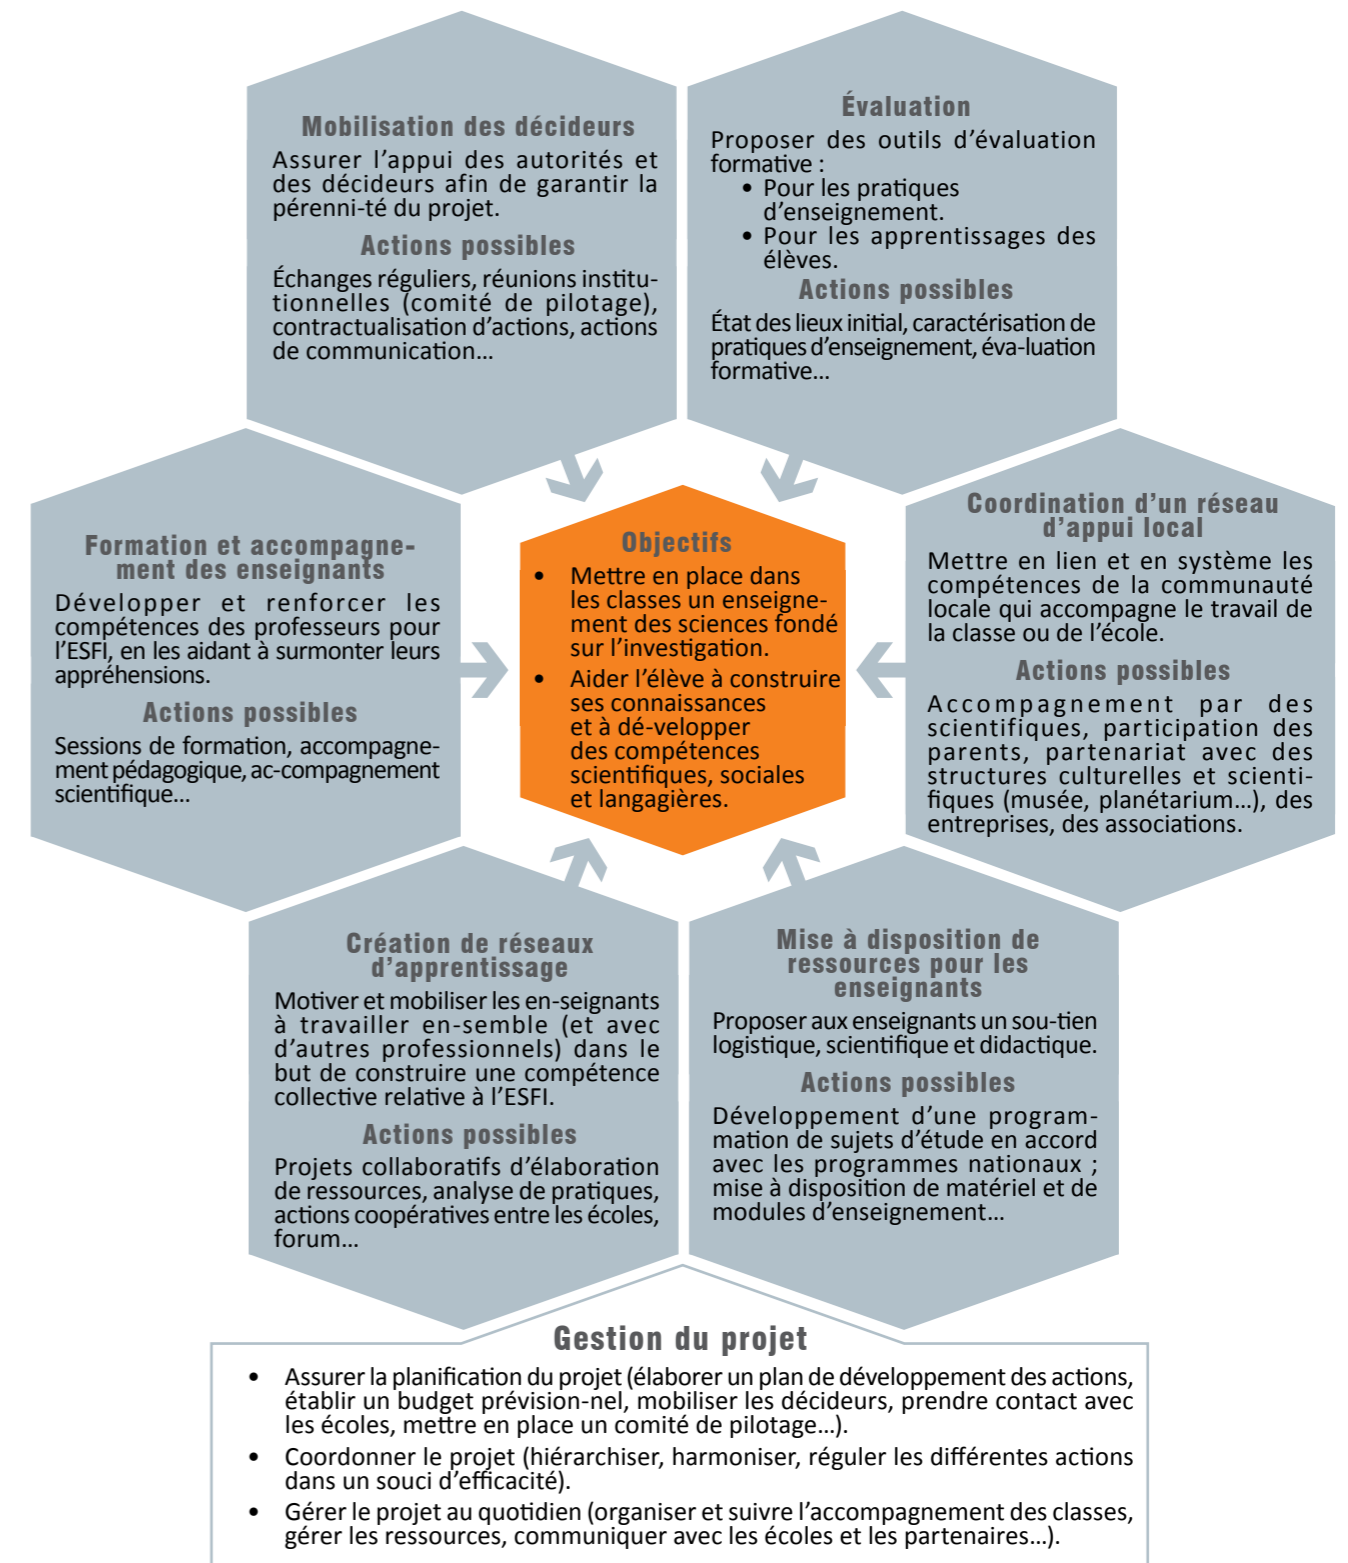 Mobilisation des décideurs
Assurer l’appui des autorités et
des décideurs afin de garantir la
pérenni-té du projet.
Actions possibles
Échanges réguliers, réunions institu-
tionnelles (comité de pilotage),
contractualisation d’actions, actions
de communication…
Évaluation
Proposer des outils d’évaluation
formative :
• Pour les pratiques
d’enseignement.
• Pour les apprentissages des
élèves.
Actions possibles
État des lieux initial, caractérisation de
pratiques d’enseignement, éva-luation
formative…
Formation et accompagne-
ment des enseignants
Développer et renforcer les
compétences des professeurs pour
l’ESFI, en les aidant à surmonter leurs
appréhensions.
Actions possibles
Sessions de formation, accompagne-
ment pédagogique, ac-compagnement
scientifique…
Objectifs
• Mettre en place dans
les classes un enseigne-
ment des sciences fondé
sur l’investigation.
• Aider l’élève à construire
ses connaissances
et à dé-velopper
des compétences
scientifiques, sociales
et langagières.
Coordination d’un réseau
d’appui local
Mettre en lien et en système les
compétences de la communauté
locale qui accompagne le travail de
la classe ou de l’école.
Actions possibles
Accompagnement par des
scientifiques, participation des
parents, partenariat avec des
structures culturelles et scienti-
fiques (musée, planétarium…), des
entreprises, des associations.
Création de réseaux
d’apprentissage
Motiver et mobiliser les en-seignants
à travailler en-semble (et avec
d’autres professionnels) dans le
but de construire une compétence
collective relative à l’ESFI.
Actions possibles
Projets collaboratifs d’élaboration
de ressources, analyse de pratiques,
actions coopératives entre les écoles,
forum…
Mise à disposition de
ressources pour les
enseignants
Proposer aux enseignants un sou-tien
logistique, scientifique et didactique.
Actions possibles
Développement d’une program-
mation de sujets d’étude en accord
avec les programmes nationaux ;
mise à disposition de matériel et de
modules d’enseignement…
Gestion du projet
• Assurer la planification du projet (élaborer un plan de développement des actions,
établir un budget prévision-nel, mobiliser les décideurs, prendre contact avec
les écoles, mettre en place un comité de pilotage…).
• Coordonner le projet (hiérarchiser, harmoniser, réguler les différentes actions
dans un souci d’efficacité).
• Gérer le projet au quotidien (organiser et suivre l’accompagnement des classes,
gérer les ressources, communiquer avec les écoles et les partenaires…).